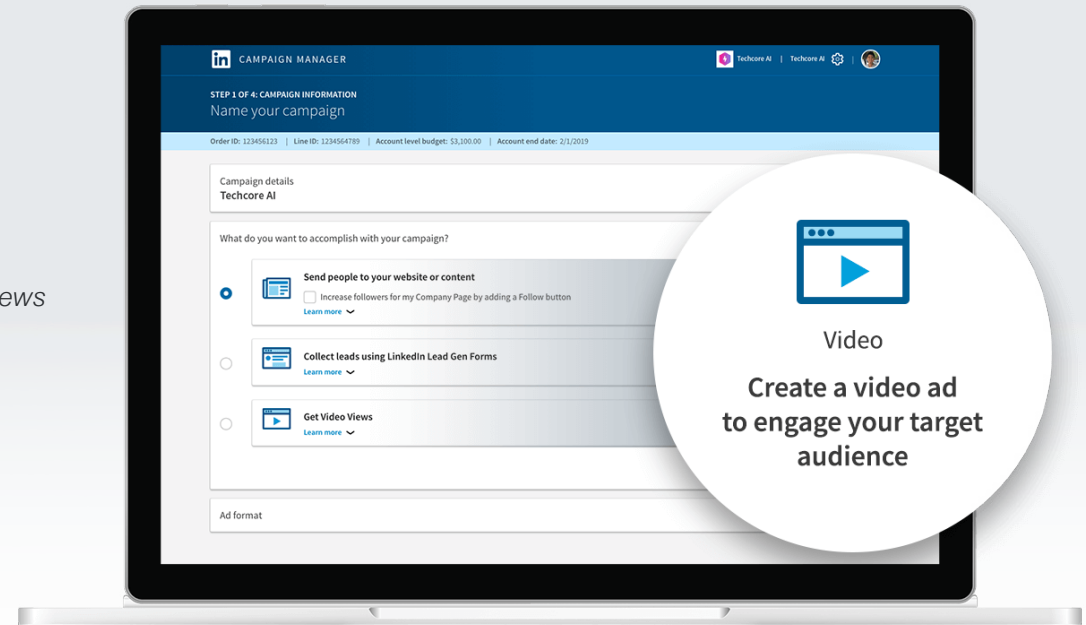 in CAMPAIGN MANAGER
Techcore AI | Techcore AI |
STEP 1 OF 4: CAMPAIGN INFORMATION
Name your campaign
Order ID: 123456123 | Line ID: 1234564789 | Account level budget: $3,100.00 | Account end date: 2/1/2019
Campaign details
Techcore AI
What do you want to accomplish with your campaign?
Send people to your website or content
Increase followers for my Company Page by adding a Follow button
Learn more
Collect leads using LinkedIn Lead Gen Forms
Learn more
Get Video Views
Learn more
Ad format
Video
Create a video ad
to engage your target
audience